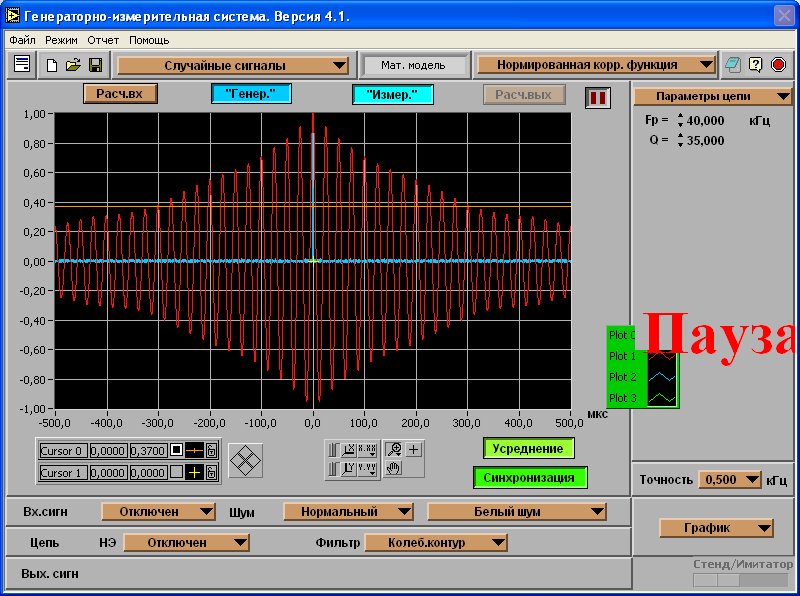 Генераторно-измерительная система. Версия 4.1.
Файл Режим Отчет Помощь
Случайные сигналы
Мат. модель
Нормированная корр. функция
Расч.вх
"Генер."
"Измер."
Расч.вых
Параметры цепи
Fp = 40,000 кГц
Q = 35,000
1,00
0,80
0,60
0,40
0,20
0,00
-0,20
-0,40
-0,60
-0,80
-1,00
-500,0 -400,0 -300,0 -200,0 -100,0 0,0 100,0 200,0 300,0 400,0 500,0
мкс
Пауза
Plot 0
Plot 1
Plot 2
Plot 3
Cursor 0 0,0000 0,3700
Cursor 1 0,0000 0,0000
X X.XX
Y Y.YY
Усреднение
Синхронизация
Точность 0,500 кГц
Вх.сигн Отключен Шум Нормальный Белый шум
График
Цепь НЭ Отключен Фильтр Колеб.контур
Стенд/Имитатор
Вых. сигн